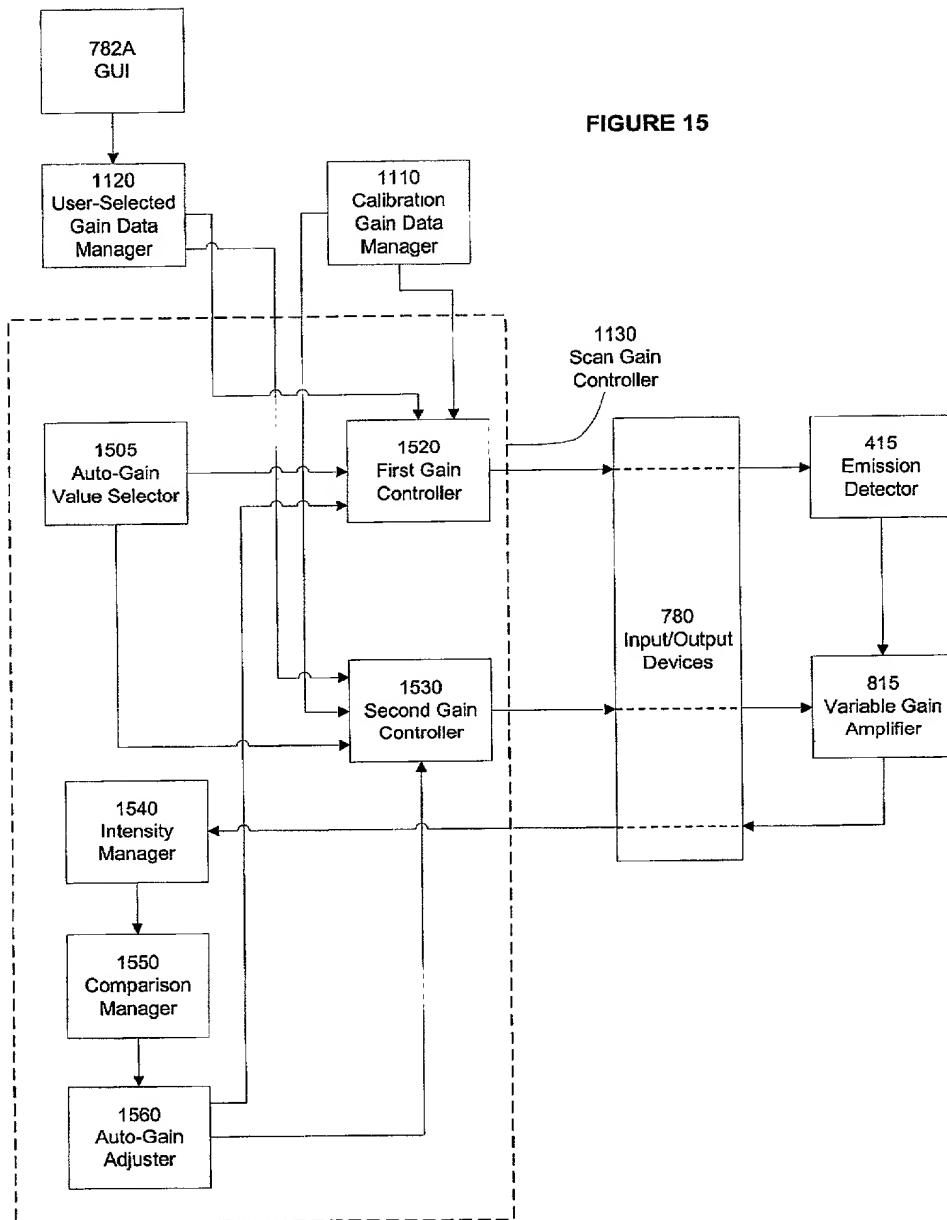 782A
GUI
FIGURE 15
1120
User-Selected
Gain Data
Manager
1110
Calibration
Gain Data
Manager
1130
Scan Gain
Controller
1505
Auto-Gain
Value Selector
1520
First Gain
Controller
415
Emission
Detector
780
Input/Output
Devices
1530
Second Gain
Controller
815
Variable Gain
Amplifier
1540
Intensity
Manager
1550
Comparison
Manager
1560
Auto-Gain
Adjuster